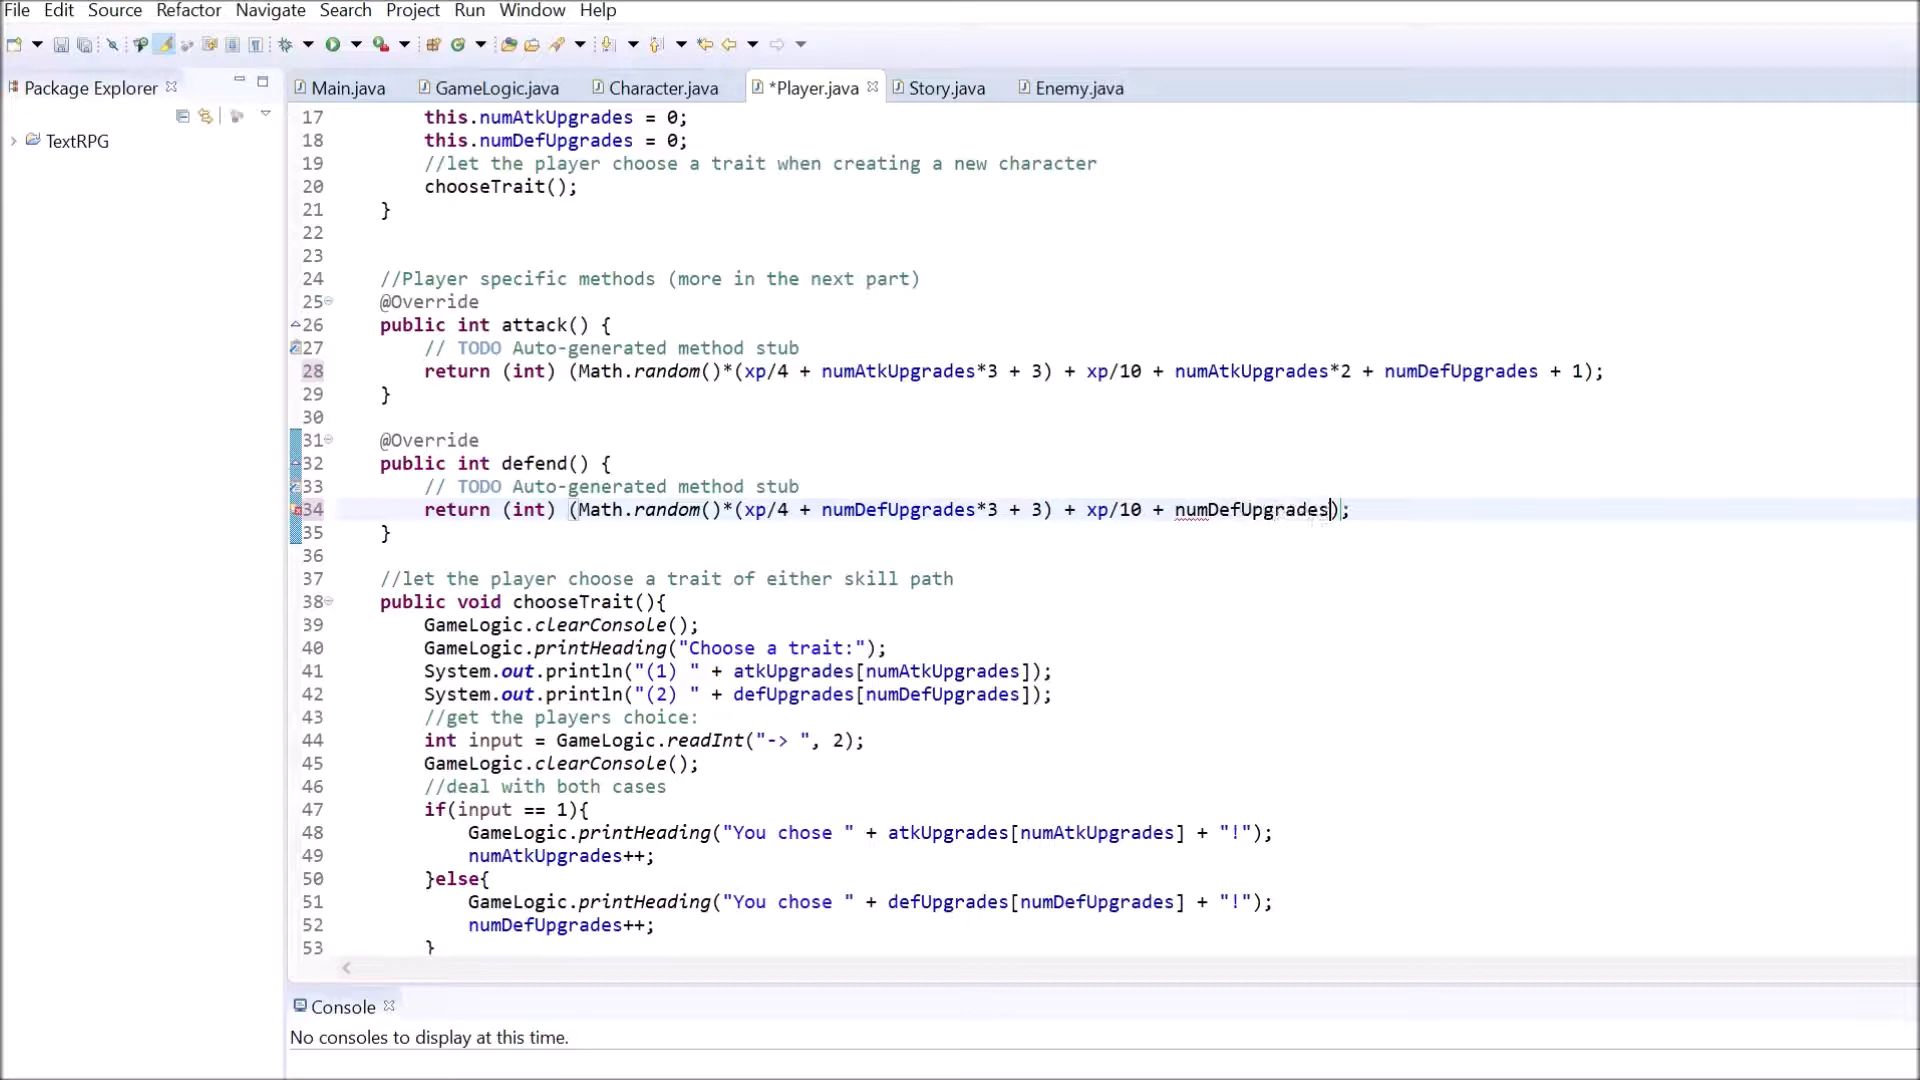 File Edit Source Refactor Navigate Search Project Run Window Help
Package Explorer
TextRPG
Main.java GameLogic.java Character.java *Player.java Story.java Enemy.java
17 this.numAtkUpgrades = 0;
18 this.numDefUpgrades = 0;
19 //let the player choose a trait when creating a new character
20 chooseTrait();
21 }
22
23
24 //Player specific methods (more in the next part)
25 @Override
26 public int attack() {
27 // TODO Auto-generated method stub
28 return (int) (Math.random()*(xp/4 + numAtkUpgrades*3 + 3) + xp/10 + numAtkUpgrades*2 + numDefUpgrades + 1);
29 }
30
31 @Override
32 public int defend() {
33 // TODO Auto-generated method stub
34 return (int) (Math.random()*(xp/4 + numDefUpgrades*3 + 3) + xp/10 + numDefUpgrades);
35 }
36
37 //let the player choose a trait of either skill path
38 public void chooseTrait(){
39 GameLogic.clearConsole();
40 GameLogic.printHeading("Choose a trait:");
41 System.out.println("(1) " + atkUpgrades[numAtkUpgrades]);
42 System.out.println("(2) " + defUpgrades[numDefUpgrades]);
43 //get the players choice:
44 int input = GameLogic.readInt("-> ", 2);
45 GameLogic.clearConsole();
46 //deal with both cases
47 if(input == 1){
48 GameLogic.printHeading("You chose " + atkUpgrades[numAtkUpgrades] + "!");
49 numAtkUpgrades++;
50 }else{
51 GameLogic.printHeading("You chose " + defUpgrades[numDefUpgrades] + "!");
52 numDefUpgrades++;
53 }
Console
No consoles to display at this time.